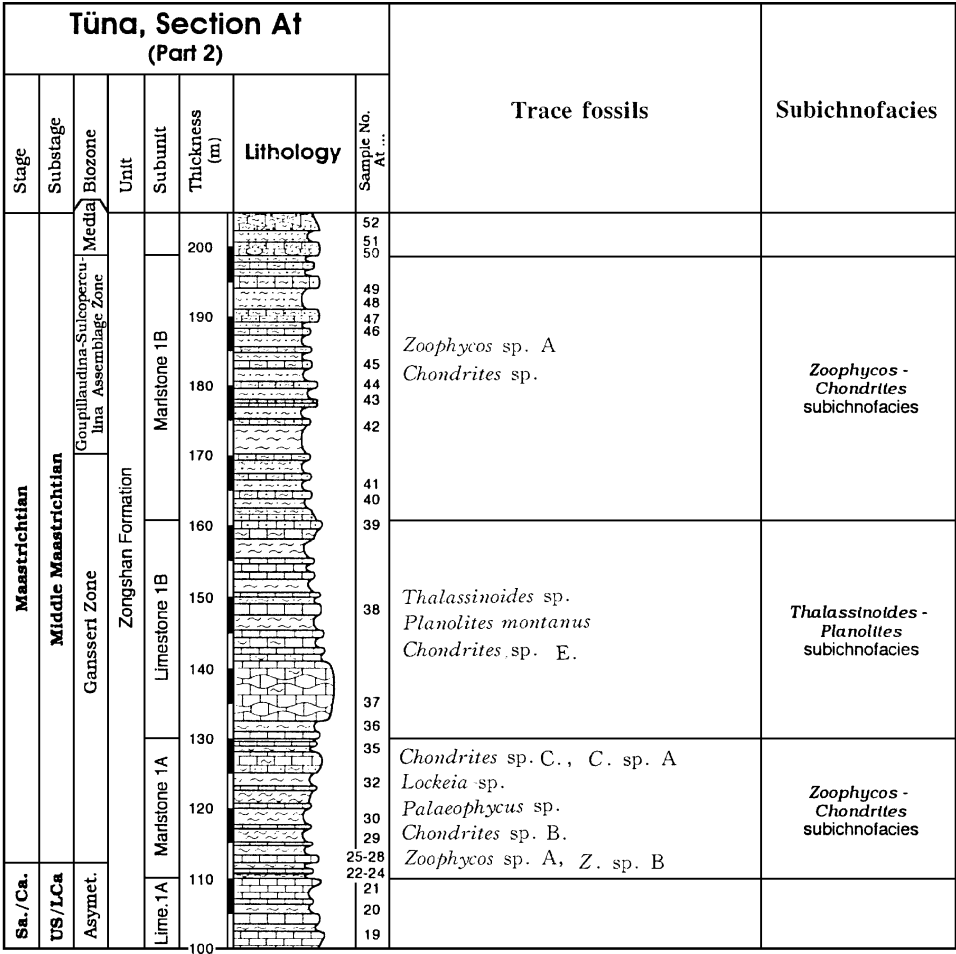 Tüna, Section At
(Part 2)
Stage
Substage
Biozone
Unit
Subunit
Thickness
(m)
Lithology
Sample No.
At ...
Trace fossils
Subichnofacies
Maastrichtian
Sa./Ca.
Middle Maastrichtian
US/LCa
Media
Goupillaudina-Sulcopercu-
lina Assemblage Zone
Gansseri Zone
Asymet.
Zongshan Formation
Marlstone 1B
Limestone 1B
Marlstone 1A
Lime.1A
200
190
180
170
160
150
140
130
120
110
100
52
51
50
49
48
47
46
45
44
43
42
41
40
39
38
37
36
35
32
30
29
25-28
22-24
21
20
19
Zoophycos sp. A
Chondrites sp.
Zoophycos -
Chondrites
subichnofacies
Thalassinoides sp.
Planolites montanus
Chondrites sp. E.
Thalassinoides -
Planolites
subichnofacies
Chondrites sp. C., C. sp. A
Lockeia sp.
Palaeophycus sp.
Chondrites sp. B.
Zoophycos sp. A, Z. sp. B
Zoophycos -
Chondrites
subichnofacies